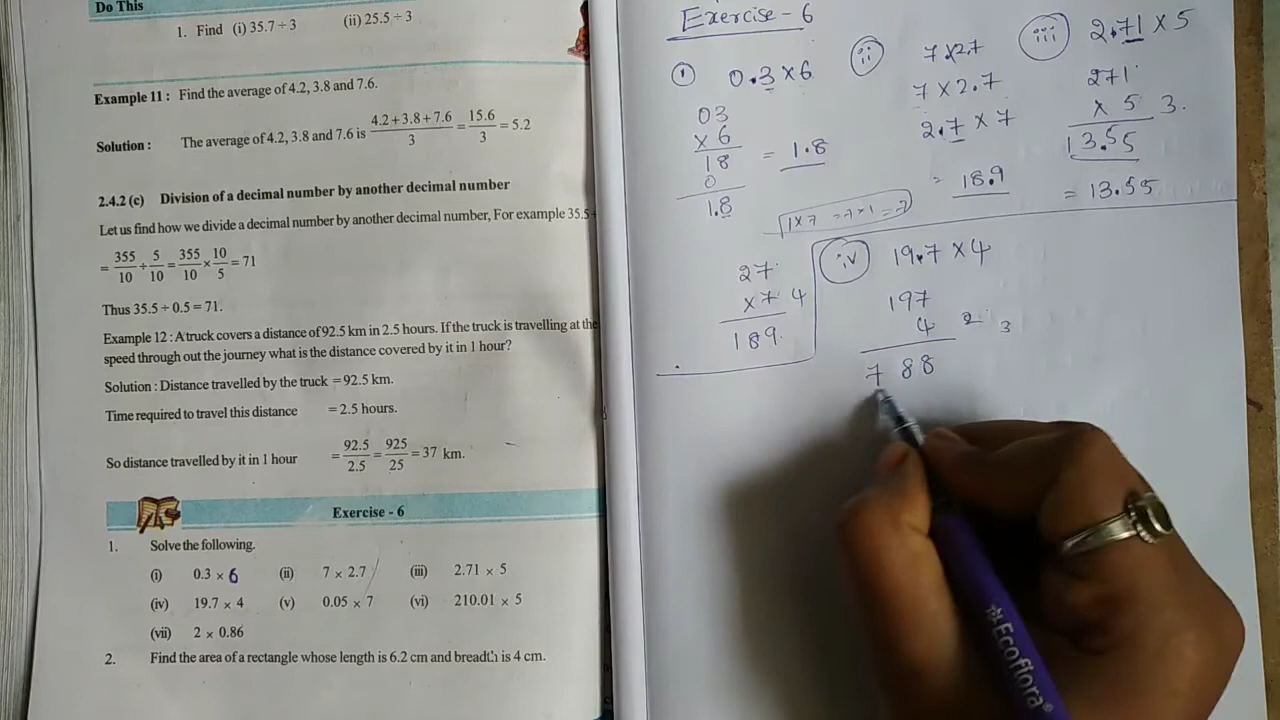 Do This
1. Find (i) 35.7 ÷ 3 (ii) 25.5 ÷ 3
Example 11 : Find the average of 4.2, 3.8 and 7.6.
Solution : The average of 4.2, 3.8 and 7.6 is (4.2 + 3.8 + 7.6)/3 = 15.6/3 = 5.2
2.4.2 (c) Division of a decimal number by another decimal number
Let us find how we divide a decimal number by another decimal number, For example 35.5 ÷
= 355/10 ÷ 5/10 = 355/10 × 10/5 = 71
Thus 35.5 ÷ 0.5 = 71.
Example 12 : A truck covers a distance of 92.5 km in 2.5 hours. If the truck is travelling at the
speed through out the journey what is the distance covered by it in 1 hour?
Solution : Distance travelled by the truck = 92.5 km.
Time required to travel this distance = 2.5 hours.
So distance travelled by it in 1 hour = 92.5/2.5 = 925/25 = 37 km.
Exercise - 6
1. Solve the following.
(i) 0.3 × 6 (ii) 7 × 2.7 (iii) 2.71 × 5
(iv) 19.7 × 4 (v) 0.05 × 7 (vi) 210.01 × 5
(vii) 2 × 0.86
2. Find the area of a rectangle whose length is 6.2 cm and breadth is 4 cm.
Exercise - 6
i 0.3 × 6
03
× 6
18
0
1.8
= 1.8
ii 7 × 2.7
7 × 2.7
2.7 × 7
= 18.9
1 × 7 = 7 × 1 = 7
27
× 7 4
189
iii 2.71 × 5
271
× 5 3.
13.55
= 13.55
iv 19.7 × 4
197
4 2 3
788
Ecoflora